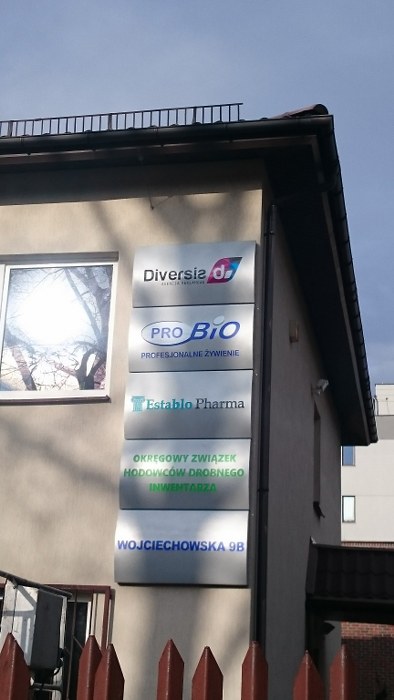 Diversis d.
PRO BiO
PROFESJONALNE ŻYWIENIE
Establo Pharma
OKRĘGOWY ZWIĄZEK
HODOWCÓW DROBNEGO
INWENTARZA
WOJCIECHOWSKA 9B